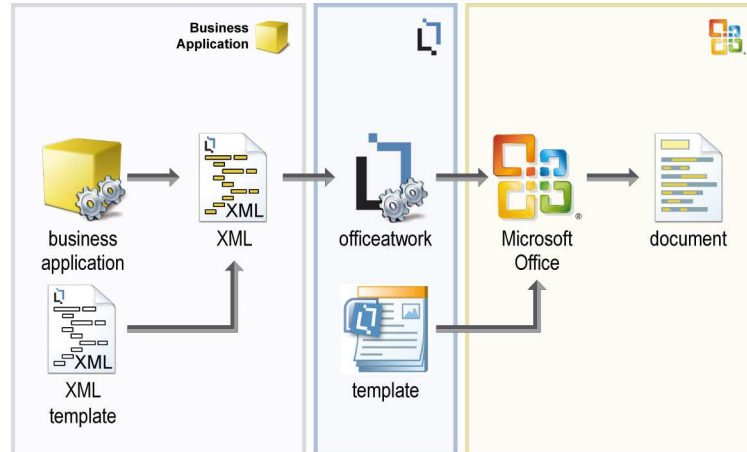 Business
Application
®
XML
®
business
application
XML
officeatwork
Microsoft
Office
document
XML
XML
template
template